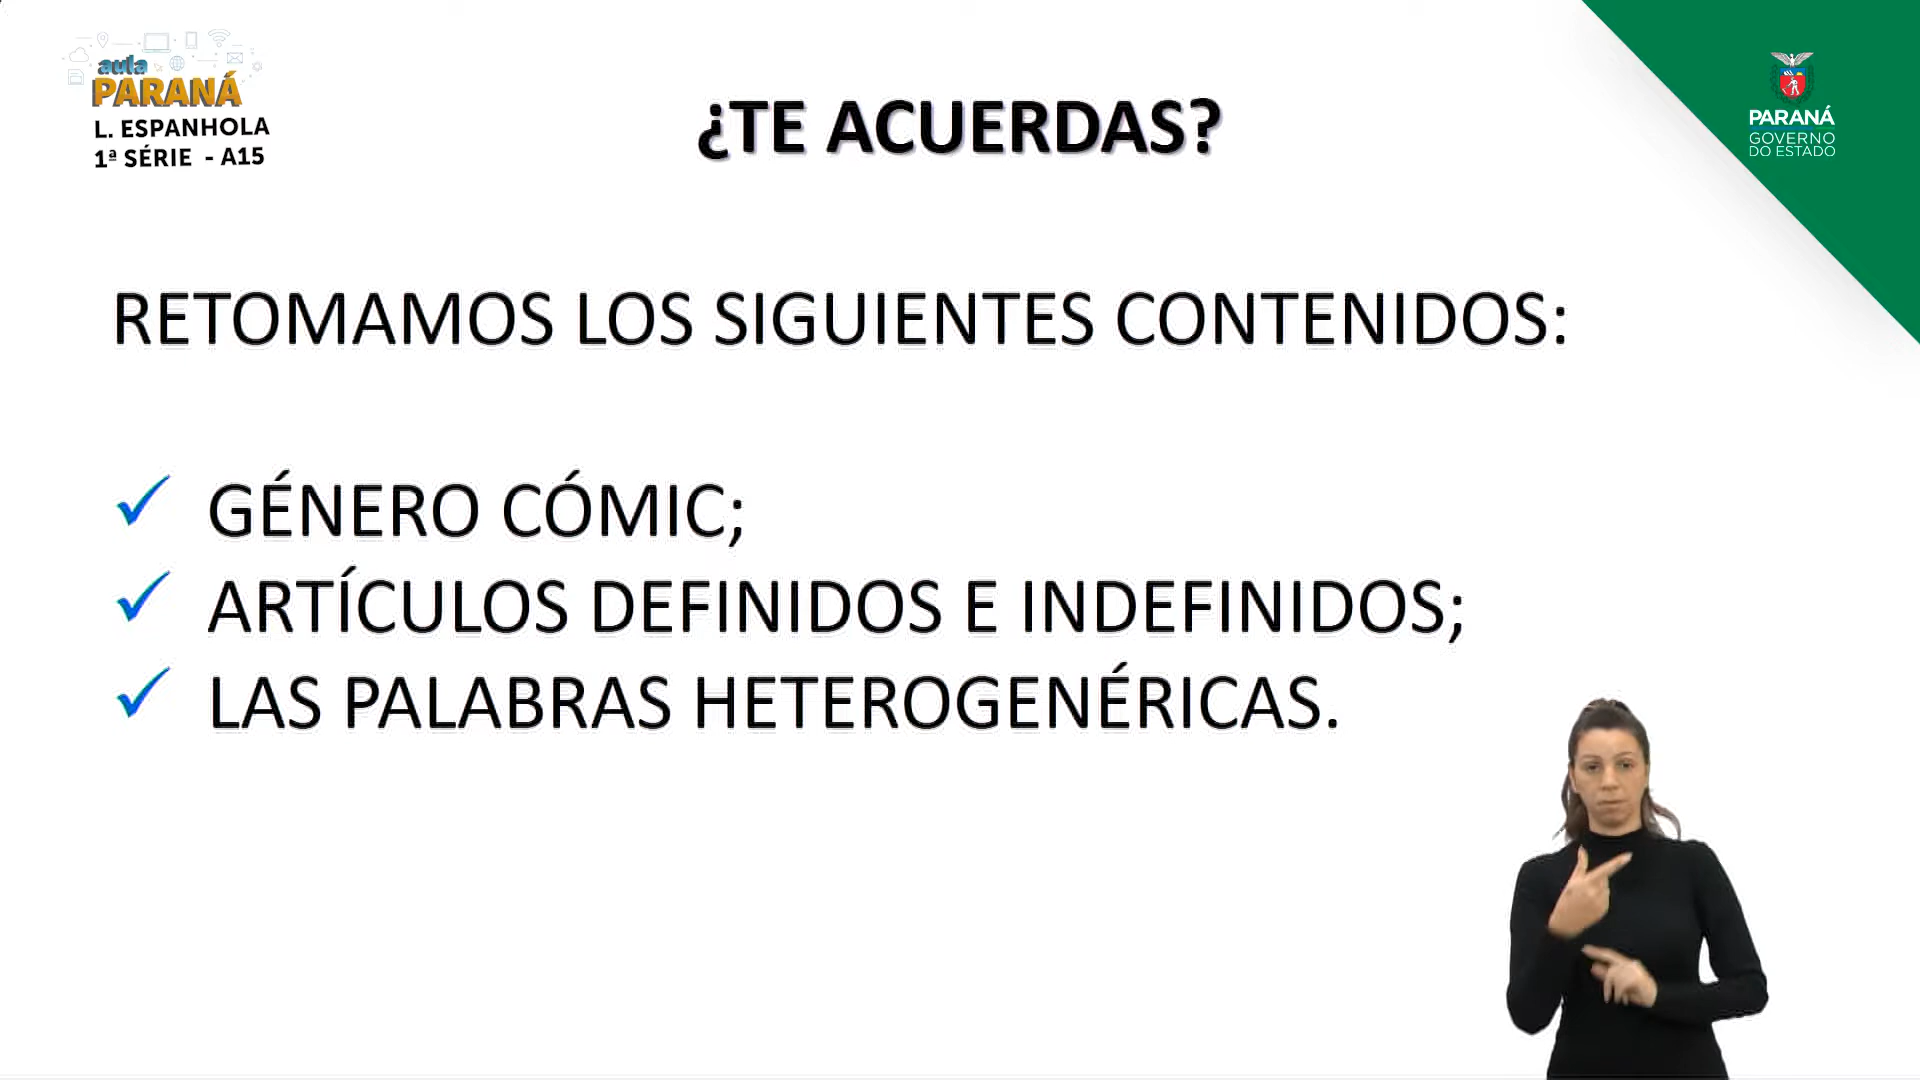 aula
PARANÁ
L. ESPANHOLA
1ª SÉRIE - A15
¿TE ACUERDAS?
PARANÁ
GOVERNO
DO ESTADO
RETOMAMOS LOS SIGUIENTES CONTENIDOS:
✓ GÉNERO CÓMIC;
✓ ARTÍCULOS DEFINIDOS E INDEFINIDOS;
✓ LAS PALABRAS HETEROGENÉRICAS.